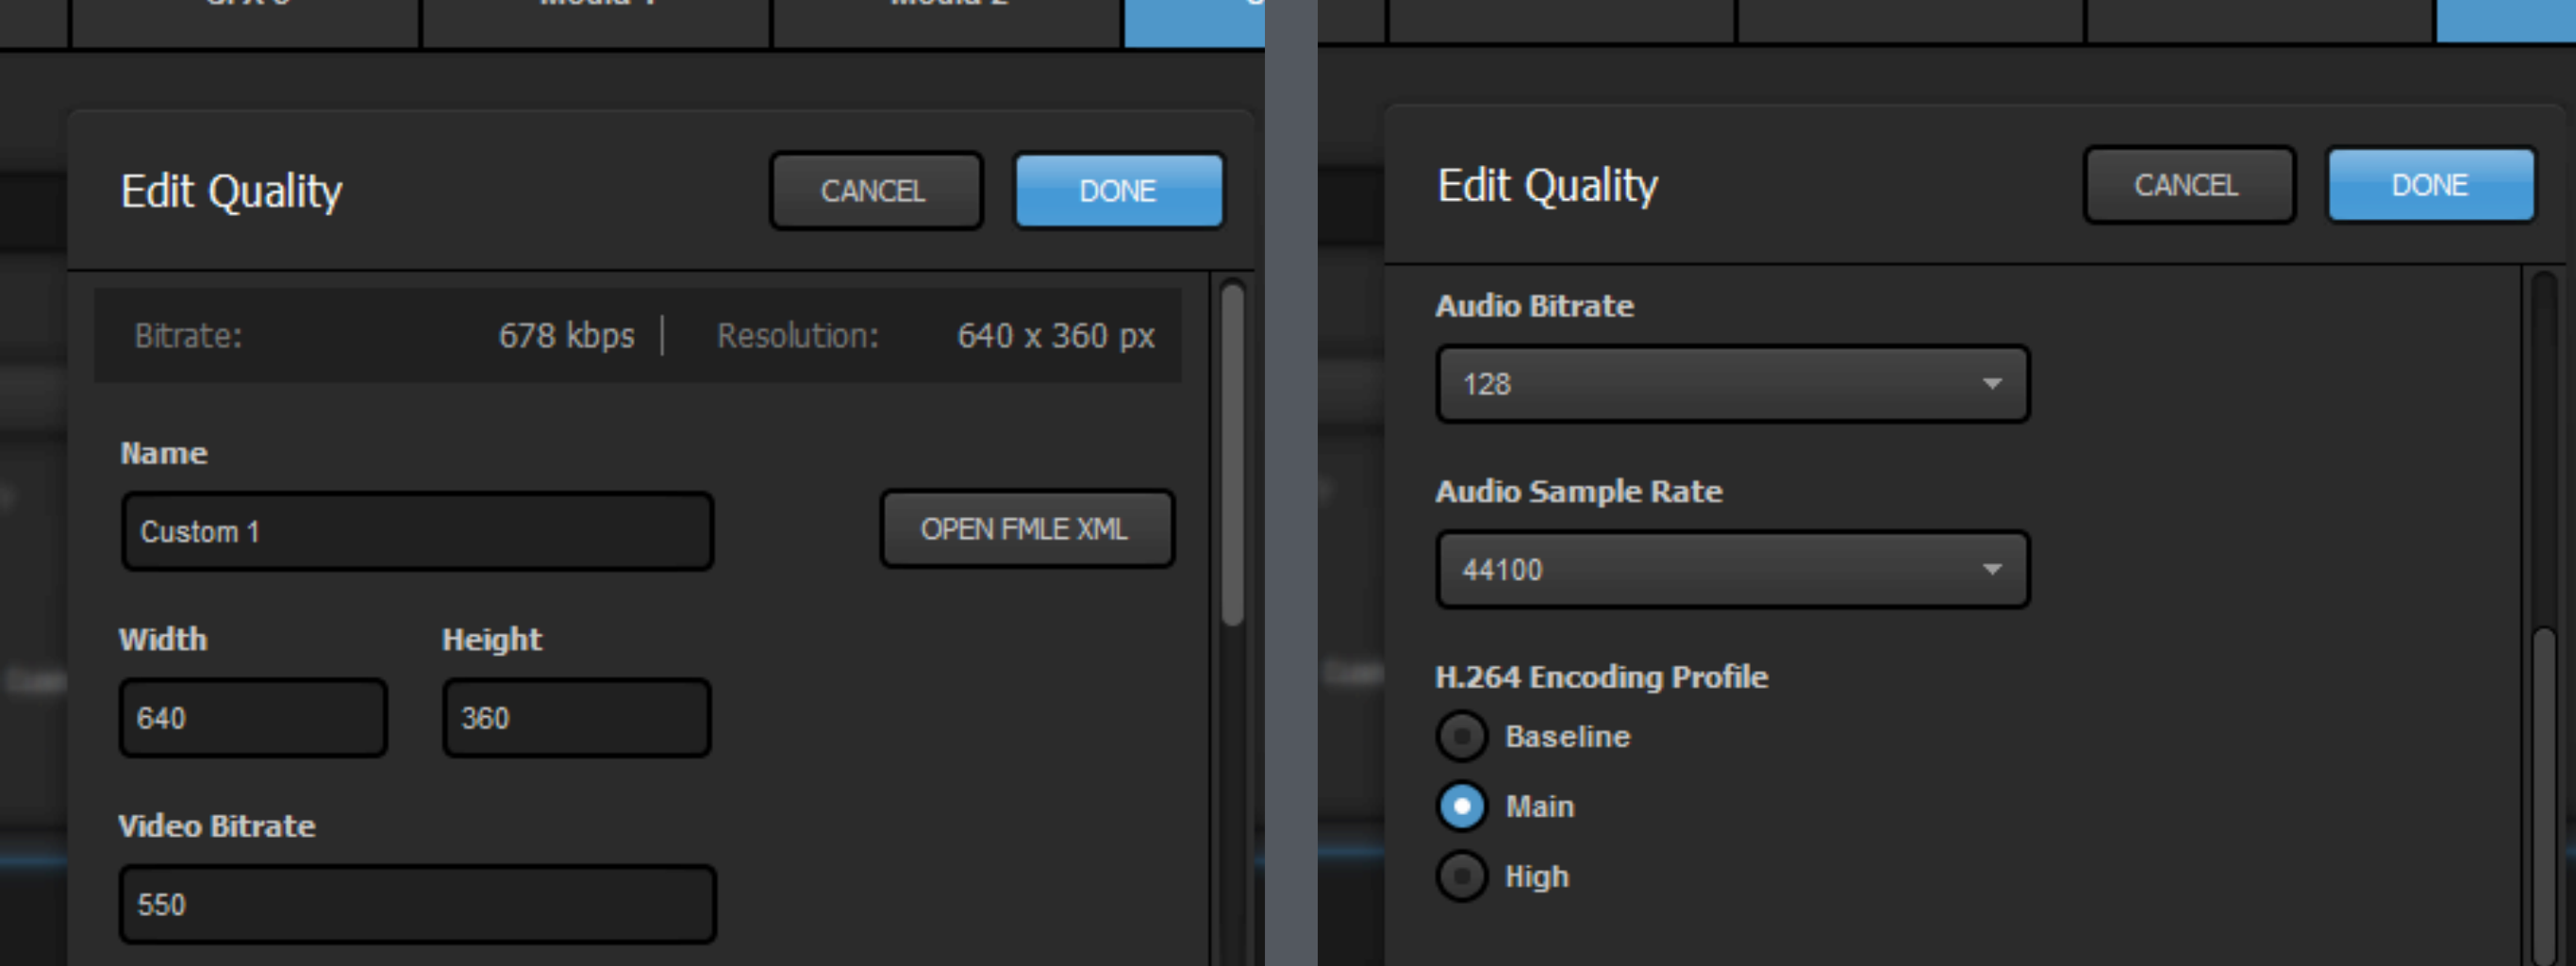 Edit Quality
CANCEL
DONE
Bitrate: 678 kbps | Resolution: 640 x 360 px
Name
Custom 1
OPEN FMLE XML
Width Height
640 360
Video Bitrate
550
Edit Quality
CANCEL
DONE
Audio Bitrate
128
Audio Sample Rate
44100
H.264 Encoding Profile
Baseline
Main
High